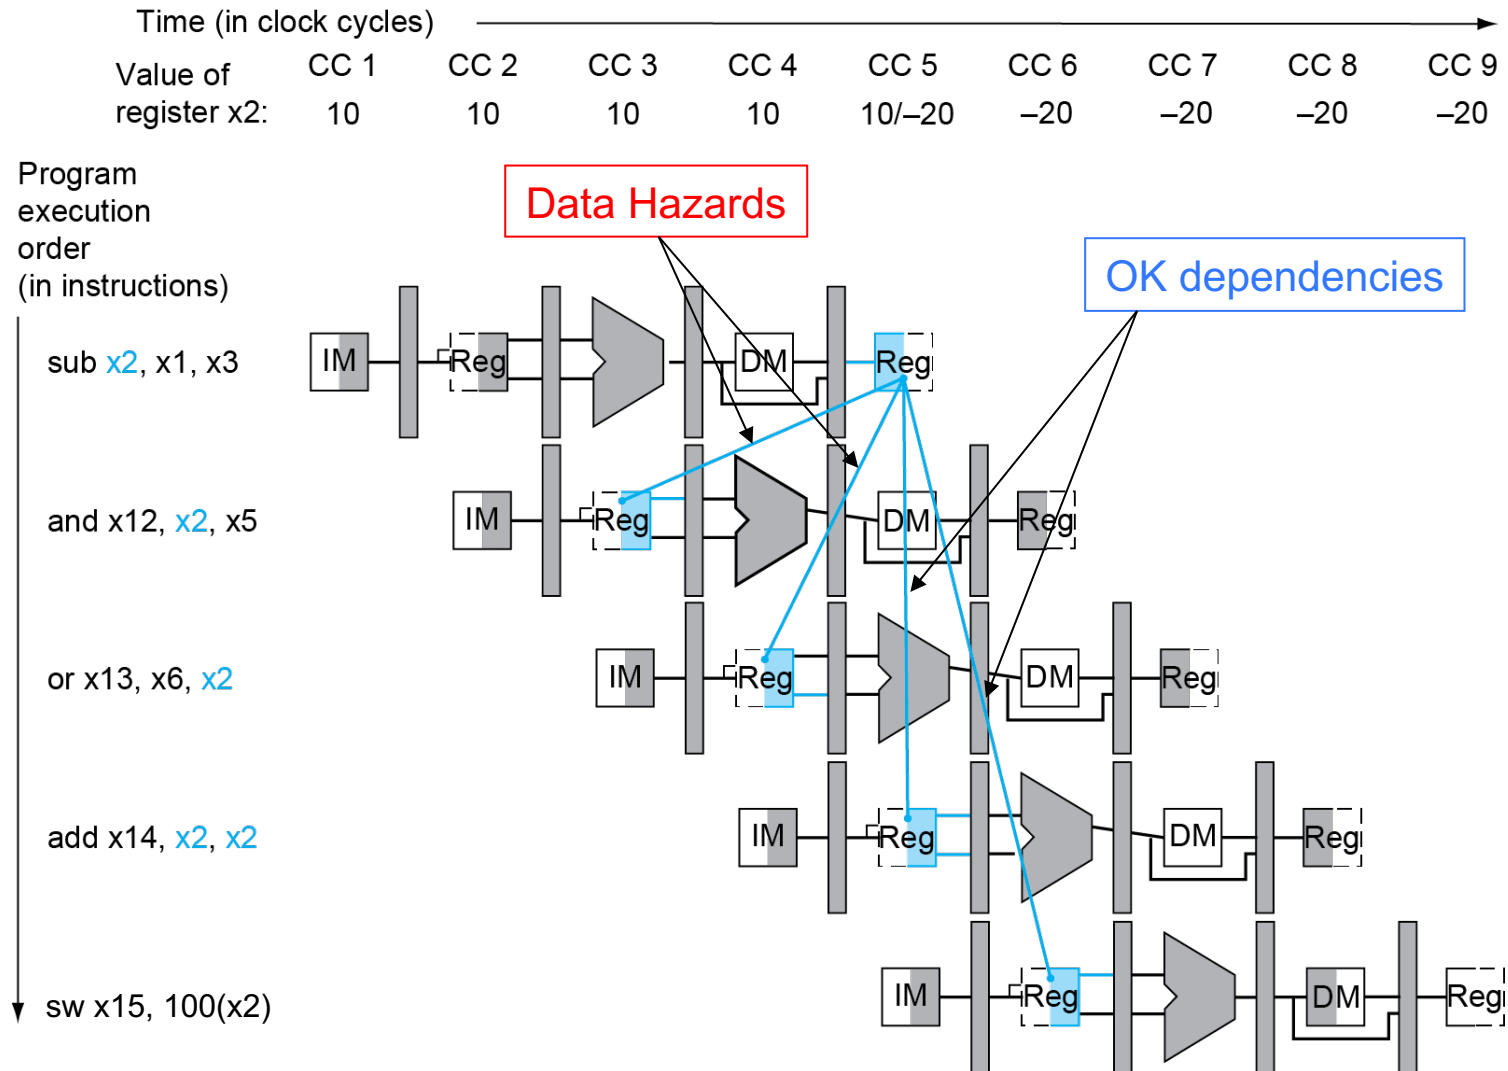 Time (in clock cycles)
CC 1 CC 2 CC 3 CC 4 CC 5 CC 6 CC 7 CC 8 CC 9
Value of
register x2: 10 10 10 10 10/–20 –20 –20 –20 –20
Program
execution
order
(in instructions)
Data Hazards
OK dependencies
sub x2, x1, x3
IM Reg DM Reg
and x12, x2, x5
IM Reg DM Reg
or x13, x6, x2
IM Reg DM Reg
add x14, x2, x2
IM Reg DM Reg
sw x15, 100(x2)
IM Reg DM Reg